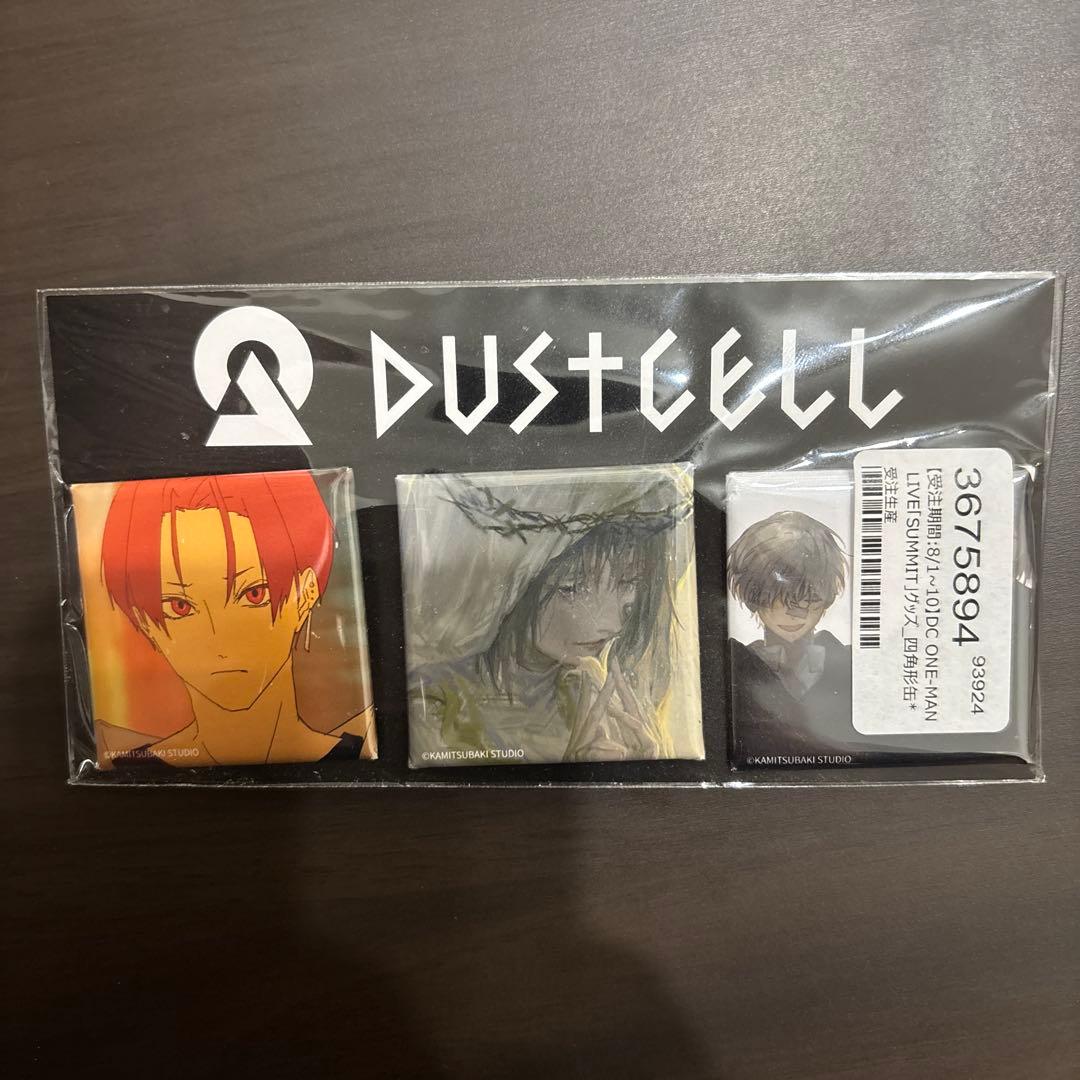 DUSTCELL
3675894
93924
【受注期間:8/1~10】DC ONE-MAN
LIVE「SUMMIT」グッズ_四角形缶*
受注生産
©KAMITSUBAKI STUDIO
©KAMITSUBAKI STUDIO
©KAMITSUBAKI STUDIO